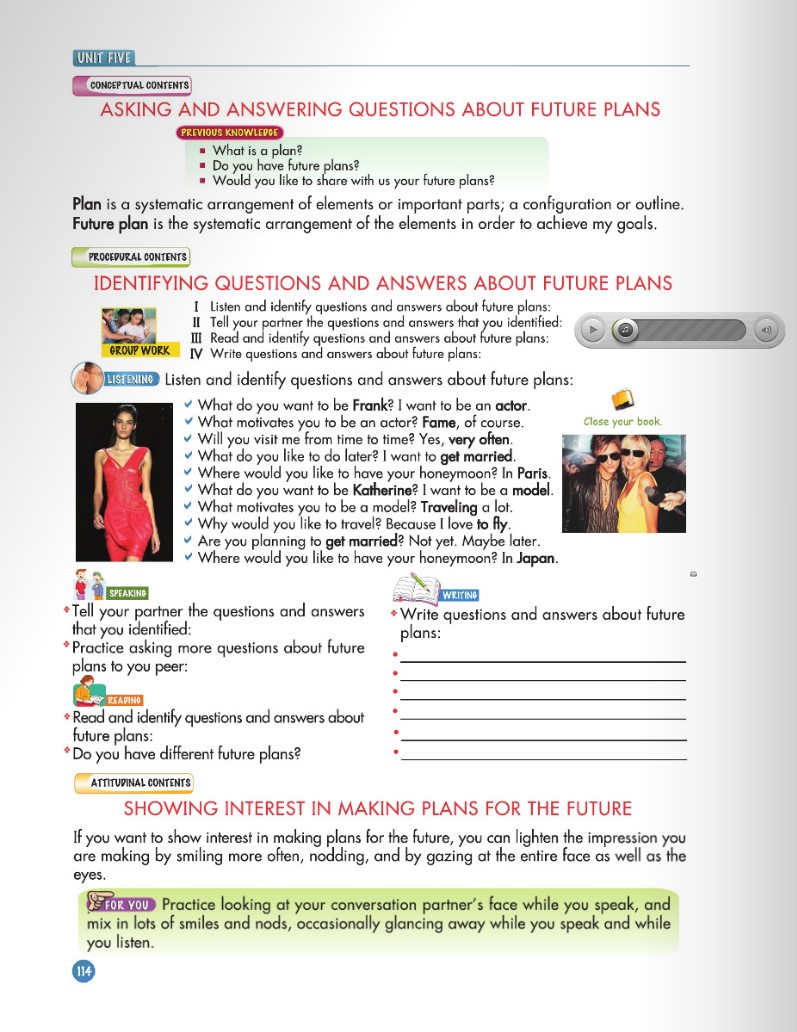 UNIT FIVE
CONCEPTUAL CONTENTS
ASKING AND ANSWERING QUESTIONS ABOUT FUTURE PLANS
PREVIOUS KNOWLEDGE
What is a plan?
Do you have future plans?
Would you like to share with us your future plans?
Plan is a systematic arrangement of elements or important parts; a configuration or outline.
Future plan is the systematic arrangement of the elements in order to achieve my goals.
PROCEDURAL CONTENTS
IDENTIFYING QUESTIONS AND ANSWERS ABOUT FUTURE PLANS
GROUP WORK
I Listen and identify questions and answers about future plans:
II Tell your partner the questions and answers that you identified:
III Read and identify questions and answers about future plans:
IV Write questions and answers about future plans:
LISTENING Listen and identify questions and answers about future plans:
What do you want to be Frank? I want to be an actor.
What motivates you to be an actor? Fame, of course.
Will you visit me from time to time? Yes, very often.
What do you like to do later? I want to get married.
Where would you like to have your honeymoon? In Paris.
What do you want to be Katherine? I want to be a model.
What motivates you to be a model? Traveling a lot.
Why would you like to travel? Because I love to fly.
Are you planning to get married? Not yet. Maybe later.
Where would you like to have your honeymoon? In Japan.
Close your book.
SPEAKING
Tell your partner the questions and answers
that you identified:
Practice asking more questions about future
plans to you peer:
READING
Read and identify questions and answers about
future plans:
Do you have different future plans?
WRITING
Write questions and answers about future
plans:
ATTITUDINAL CONTENTS
SHOWING INTEREST IN MAKING PLANS FOR THE FUTURE
If you want to show interest in making plans for the future, you can lighten the impression you
are making by smiling more often, nodding, and by gazing at the entire face as well as the
eyes.
FOR YOU Practice looking at your conversation partner's face while you speak, and
mix in lots of smiles and nods, occasionally glancing away while you speak and while
you listen.
114